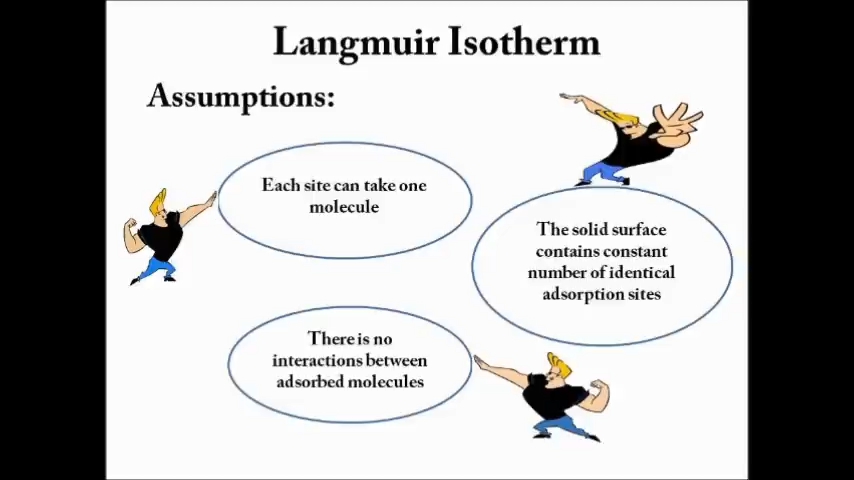 Langmuir Isotherm
Assumptions:
Each site can take one
molecule
The solid surface
contains constant
number of identical
adsorption sites
There is no
interactions between
adsorbed molecules